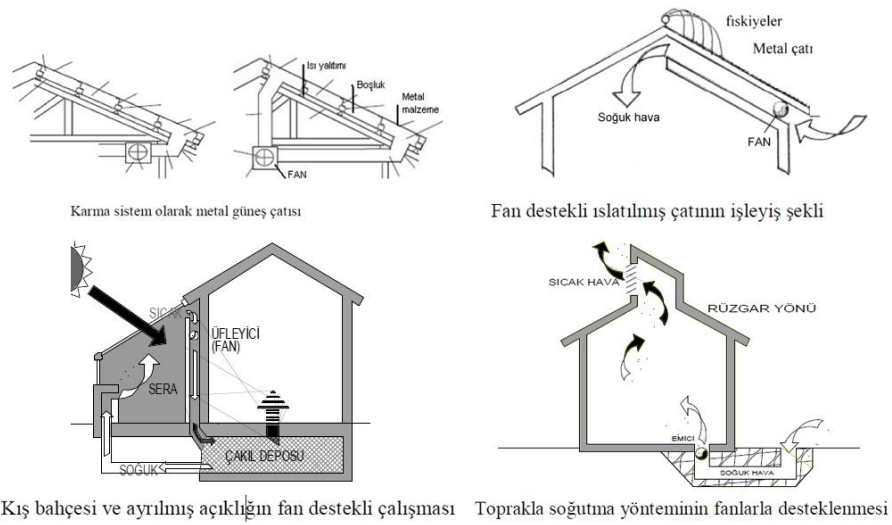 Isı yalıtımı
Boşluk
Metal
malzeme
FAN
fıskiyeler
Metal çatı
Soğuk hava
FAN
Karma sistem olarak metal güneş çatısı
Fan destekli ıslatılmış çatının işleyiş şekli
SICAK
ÜFLEYİCİ
(FAN)
SERA
ÇAKIL DEPOSU
SOĞUK
SICAK HAVA
RÜZGAR YÖNÜ
EMİCİ
SOĞUK HAVA
Kış bahçesi ve ayrılmış açıklığın fan destekli çalışması
Toprakla soğutma yönteminin fanlarla desteklenmesi